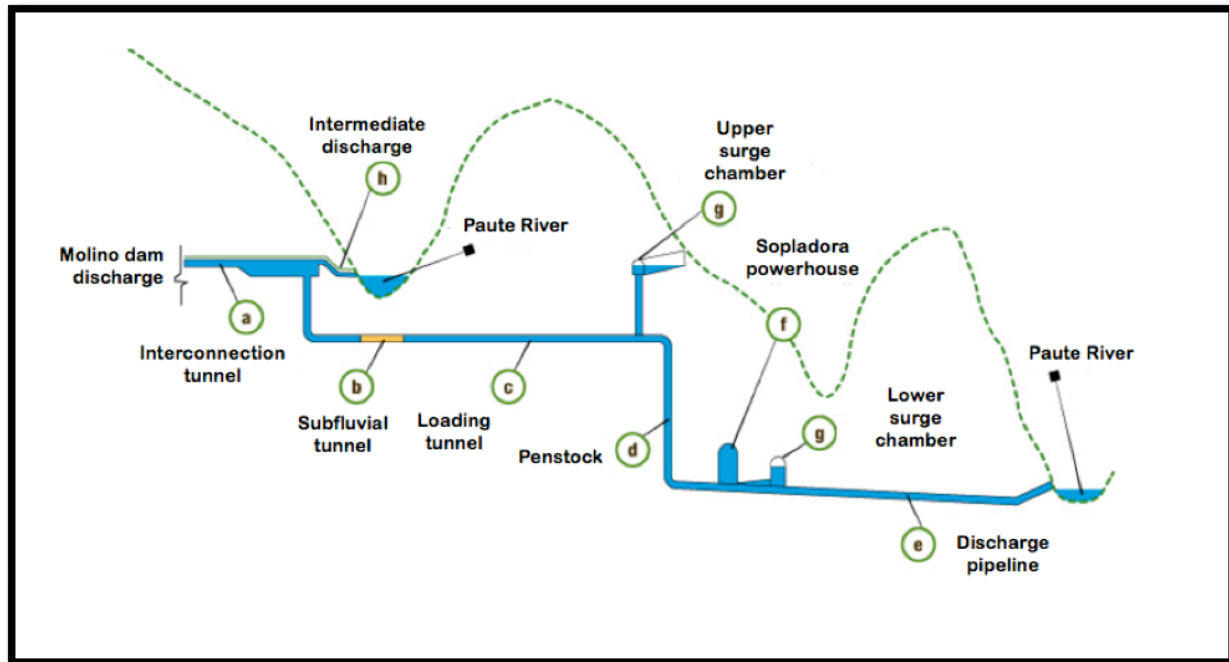 Intermediate
discharge
h
Upper
surge
chamber
g
Paute River
Sopladora
powerhouse
Molino dam
discharge
a
Interconnection
tunnel
f
Paute River
b
Subfluvial
tunnel
c
Loading
tunnel
Lower
surge
chamber
g
Penstock
d
e
Discharge
pipeline